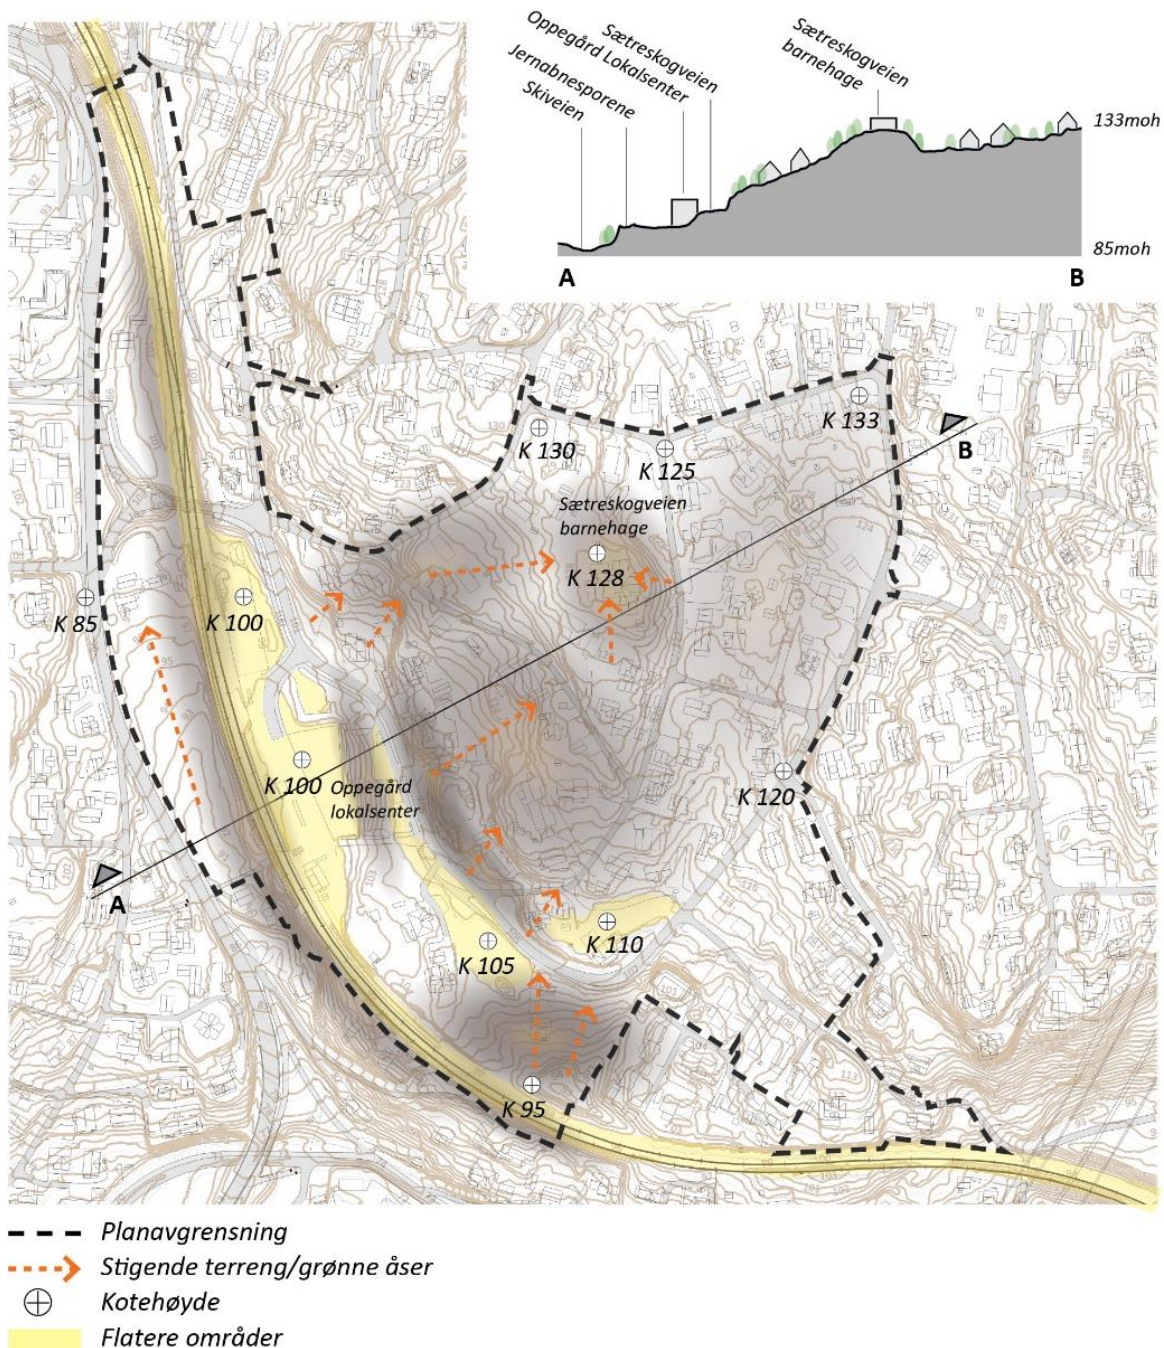 Sætreskogveien
barnehage
Sætreskogveien
Oppegård Lokalsenter
Jernabnesporene
Skiveien
133moh
85moh
A
B
K 133
K 130
B
K 125
Sætreskogveien
barnehage
K 128
K 85
K 100
K 100
Oppegård
lokalsenter
K 120
A
K 110
K 105
K 95
Planavgrensning
Stigende terreng/grønne åser
Kotehøyde
Flatere områder